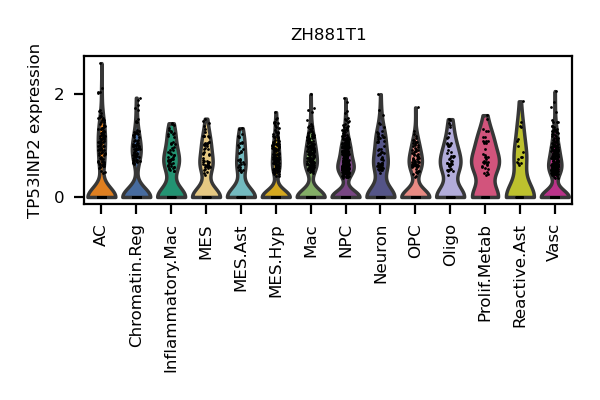 ZH881T1
TP53INP2 expression
2
0
AC
Chromatin.Reg
Inflammatory.Mac
MES
MES.Ast
MES.Hyp
Mac
NPC
Neuron
OPC
Oligo
Prolif.Metab
Reactive.Ast
Vasc